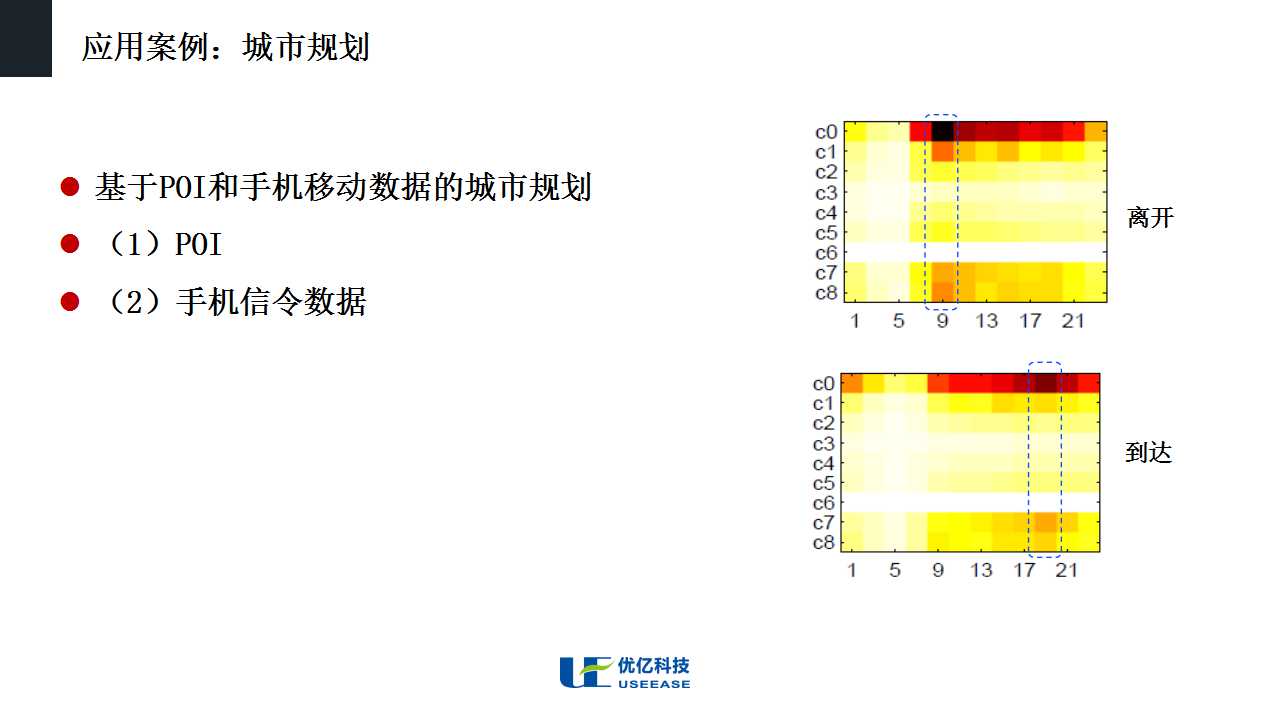 应用案例：城市规划
基于POI和手机移动数据的城市规划
（1）POI
（2）手机信令数据
c0
c1
c2
c3
c4
c5
c6
c7
c8
1 5 9 13 17 21
离开
c0
c1
c2
c3
c4
c5
c6
c7
c8
1 5 9 13 17 21
到达
UE 优亿科技
USEEASE